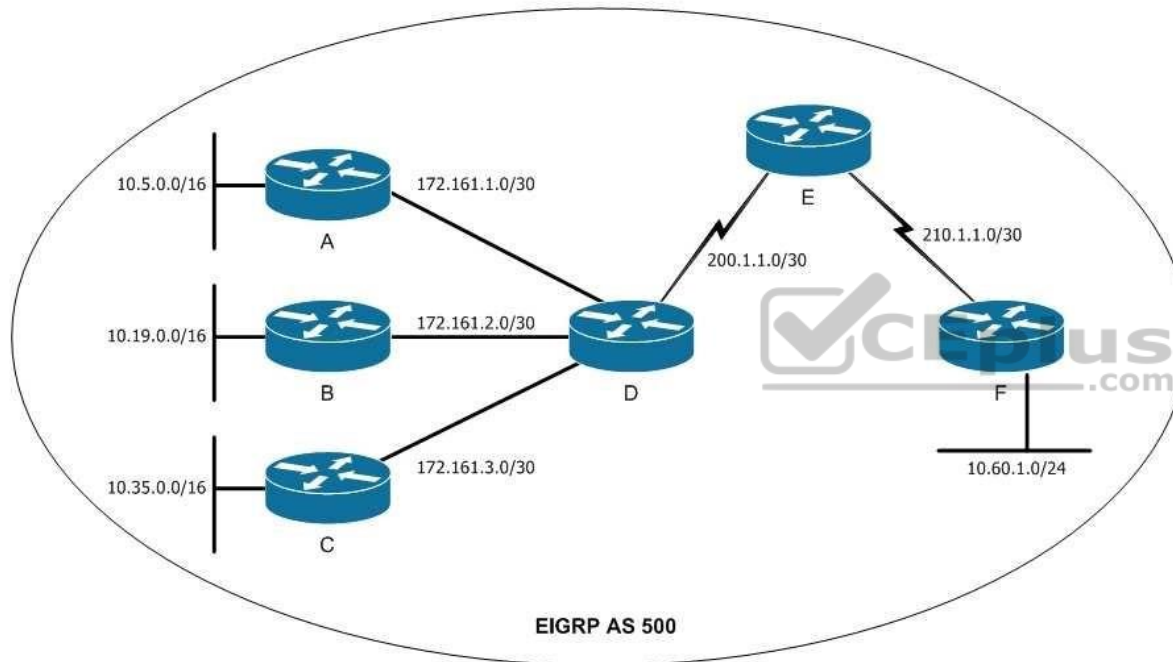 10.5.0.0/16
A
172.161.1.0/30
E
200.1.1.0/30
210.1.1.0/30
10.19.0.0/16
B
172.161.2.0/30
D
F
VCEplus
.com
10.35.0.0/16
C
172.161.3.0/30
10.60.1.0/24
EIGRP AS 500